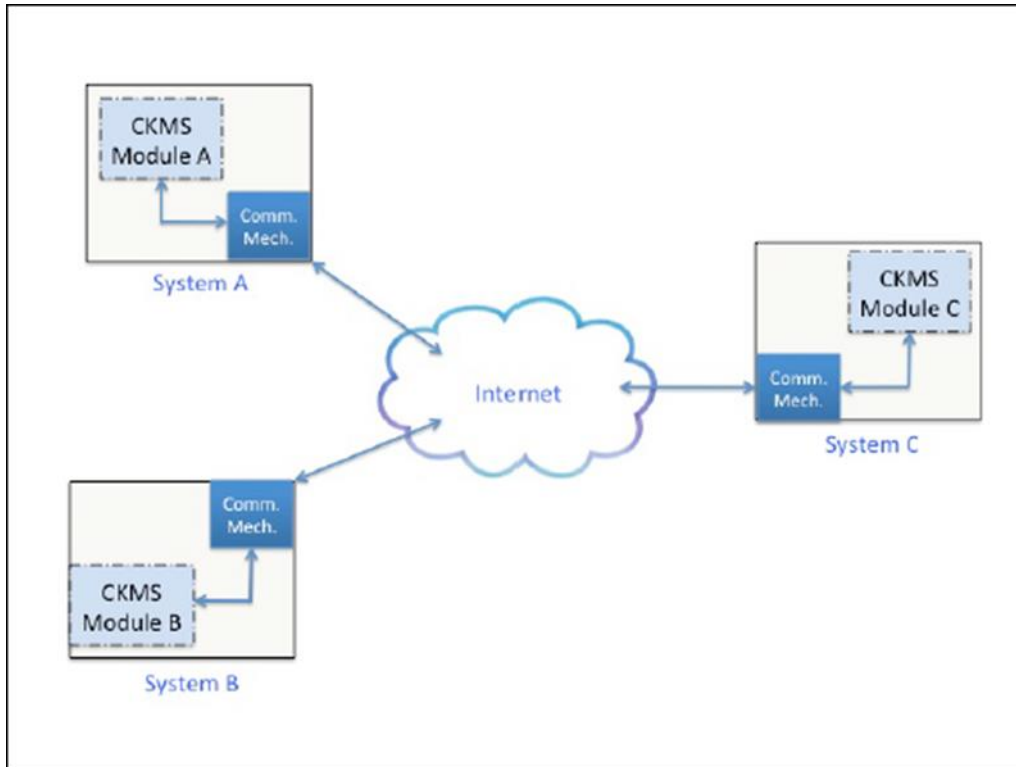 CKMS
Module A
Comm.
Mech.
System A
CKMS
Module C
Comm.
Mech.
System C
Internet
Comm.
Mech.
CKMS
Module B
System B